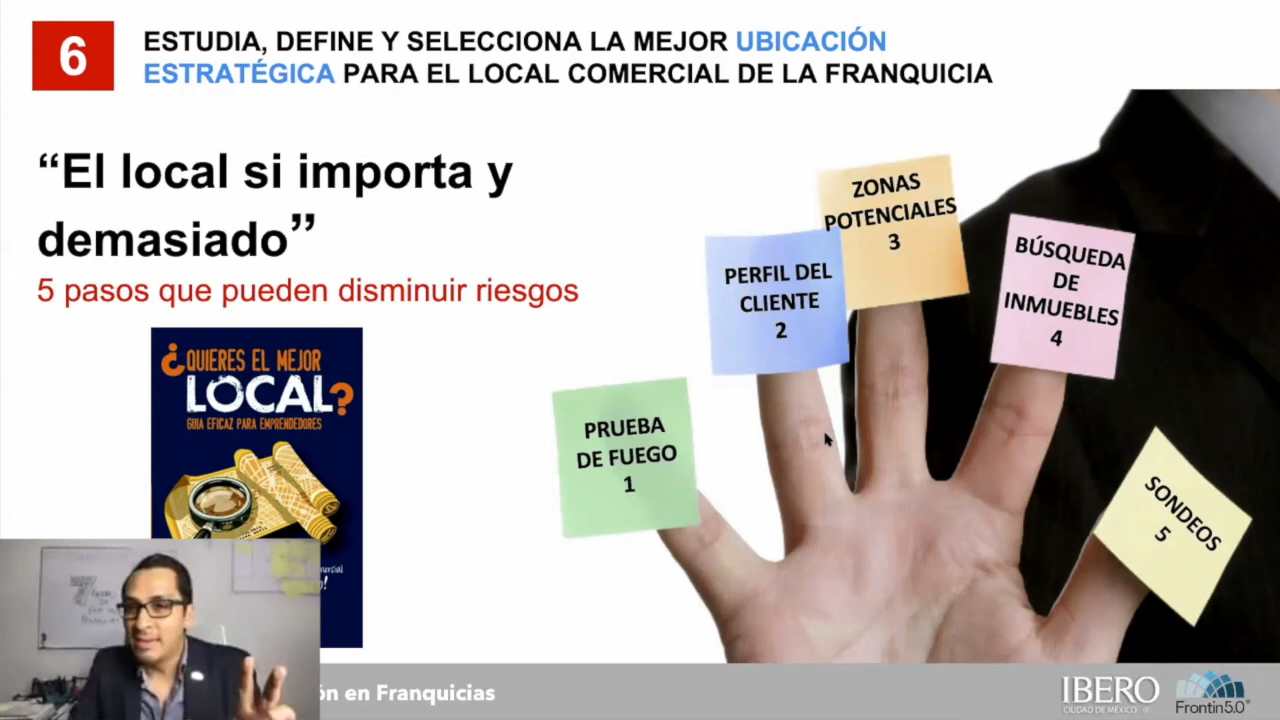 6
ESTUDIA, DEFINE Y SELECCIONA LA MEJOR UBICACIÓN
ESTRATÉGICA PARA EL LOCAL COMERCIAL DE LA FRANQUICIA
“El local si importa y
demasiado”
5 pasos que pueden disminuir riesgos
¿QUIERES EL MEJOR
LOCAL?
GUIA EFICAZ PARA EMPRENDEDORES
PRUEBA
DE FUEGO
1
PERFIL DEL
CLIENTE
2
ZONAS
POTENCIALES
3
BÚSQUEDA
DE
INMUEBLES
4
SONDEOS
5
7
en Franquicias
IBERO
CIUDAD DE MÉXICO
Frontin5.0